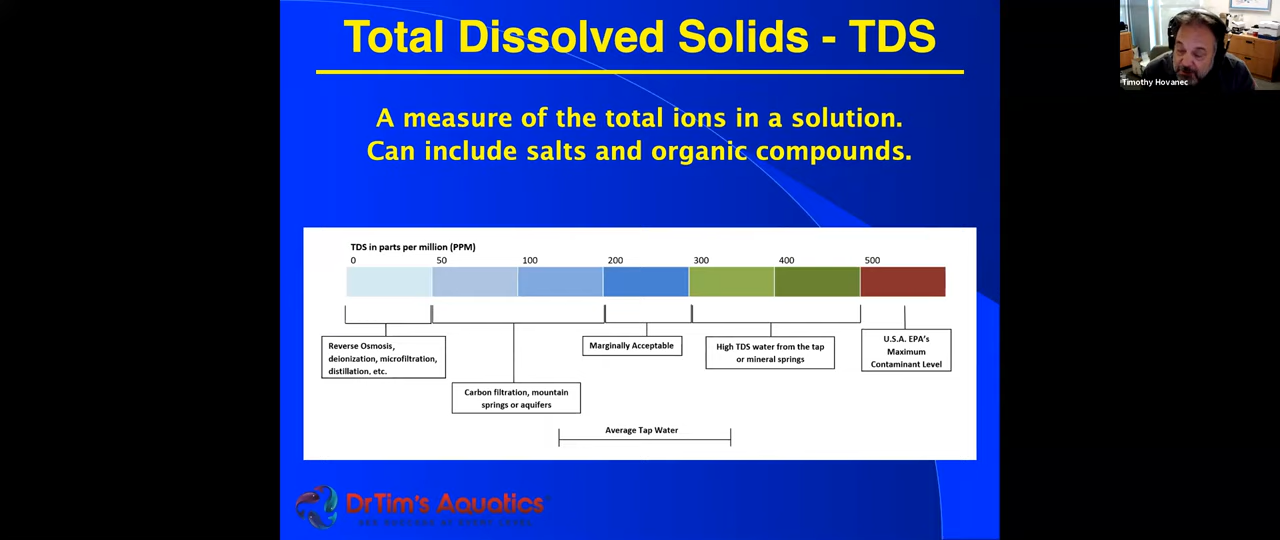 Total Dissolved Solids - TDS
Timothy Hovanec
A measure of the total ions in a solution.
Can include salts and organic compounds.
TDS in parts per million (PPM)
0 50 100 200 300 400 500
Reverse Osmosis,
deionization, microfiltration,
distillation, etc.
Carbon filtration, mountain
springs or aquifers
Marginally Acceptable
High TDS water from the tap
or mineral springs
U.S.A. EPA's
Maximum
Contaminant Level
Average Tap Water
DrTim's Aquatics